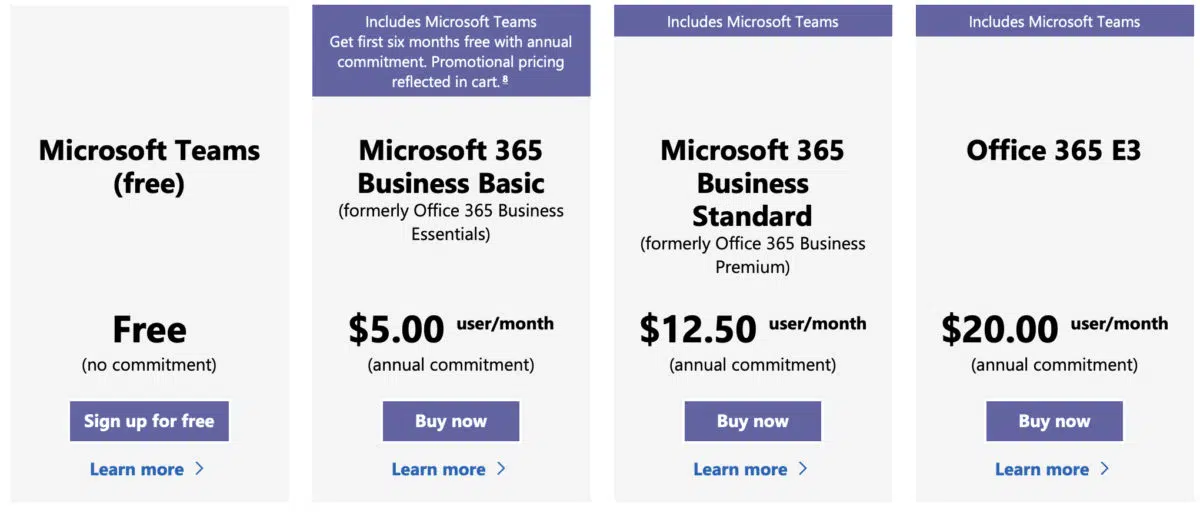 Microsoft Teams
(free)
Free
(no commitment)
Sign up for free
Learn more
Includes Microsoft Teams
Get first six months free with annual
commitment. Promotional pricing
reflected in cart.⁸
Microsoft 365
Business Basic
(formerly Office 365 Business
Essentials)
$5.00 user/month
(annual commitment)
Buy now
Learn more
Includes Microsoft Teams
Microsoft 365
Business
Standard
(formerly Office 365 Business
Premium)
$12.50 user/month
(annual commitment)
Buy now
Learn more
Includes Microsoft Teams
Office 365 E3
$20.00 user/month
(annual commitment)
Buy now
Learn more